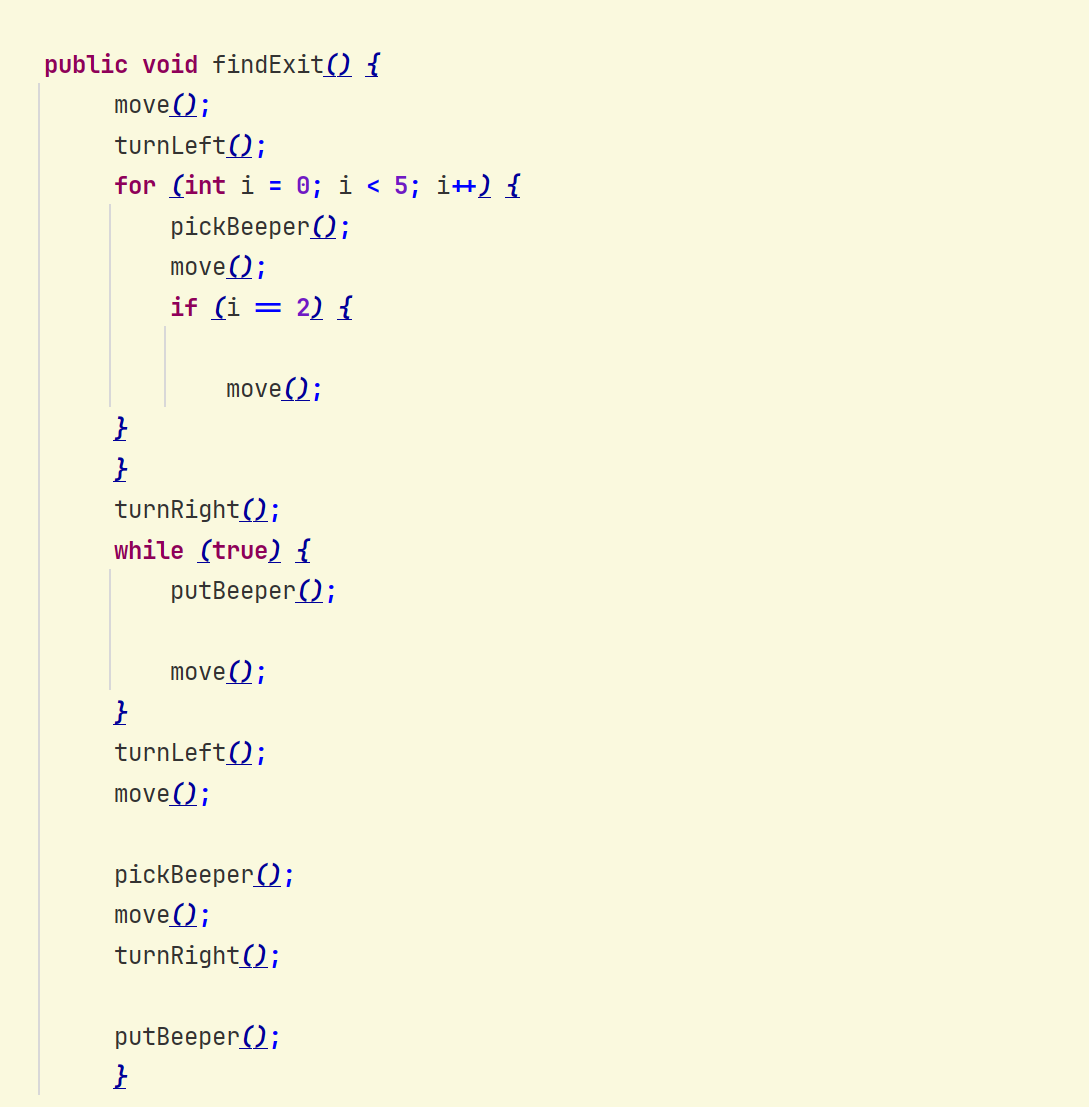 public void findExit() {
move();
turnLeft();
for (int i = 0; i < 5; i++) {
pickBeeper();
move();
if (i == 2) {
move();
}
}
turnRight();
while (true) {
putBeeper();
move();
}
turnLeft();
move();
pickBeeper();
move();
turnRight();
putBeeper();
}